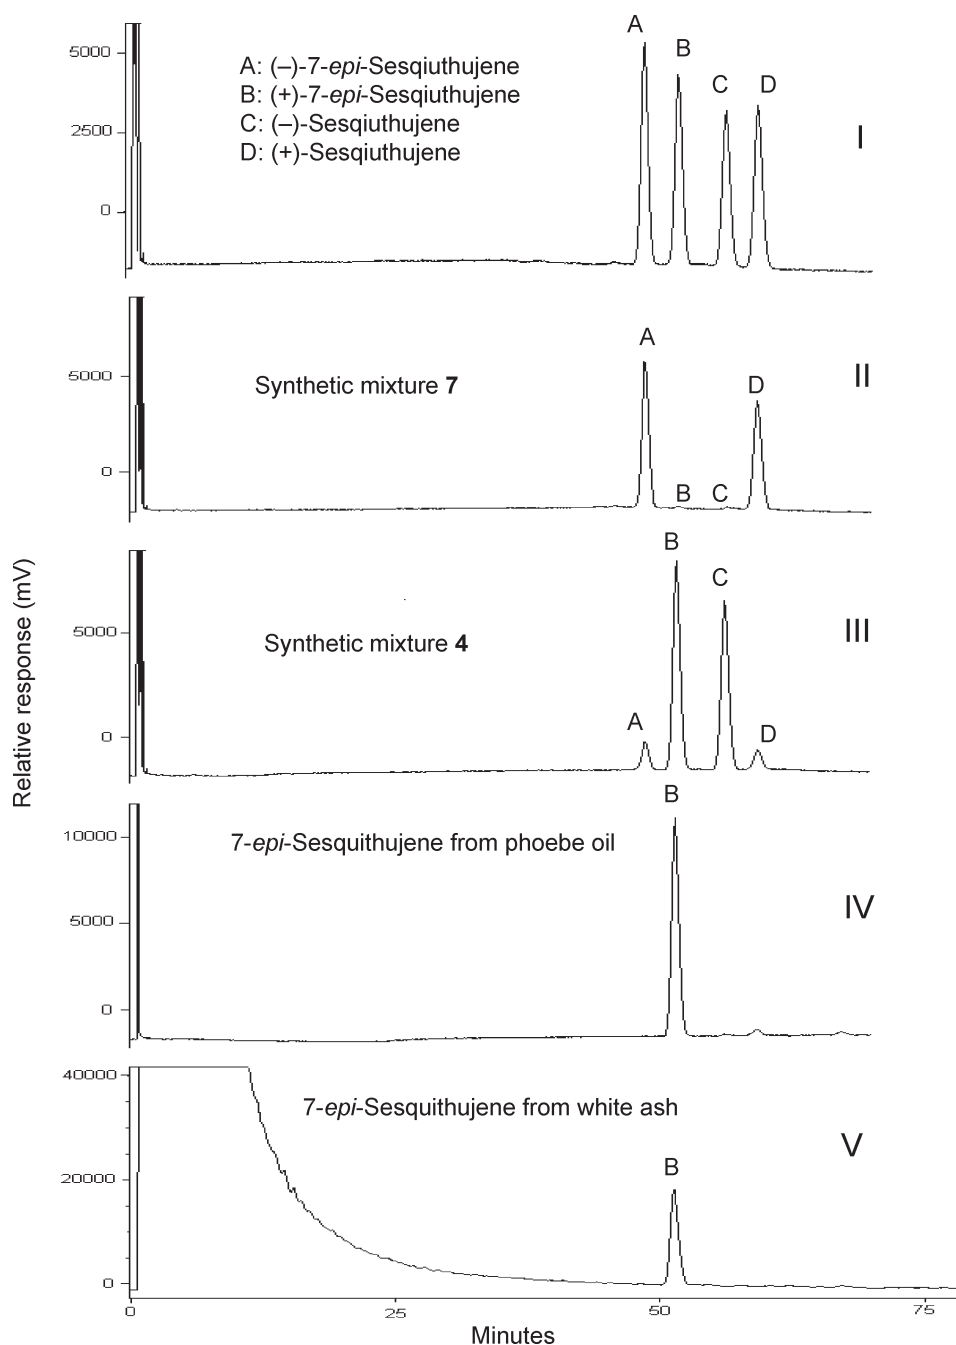 A
B
C
D
5000
2500
0
A: (–)-7-epi-Sesqiuthujene
B: (+)-7-epi-Sesqiuthujene
C: (–)-Sesqiuthujene
D: (+)-Sesqiuthujene
I
A
B
C
D
5000
0
Synthetic mixture 7
II
A
B
C
D
5000
0
Synthetic mixture 4
III
Relative response (mV)
B
10000
5000
0
7-epi-Sesquithujene from phoebe oil
IV
B
40000
20000
0
7-epi-Sesquithujene from white ash
V
0
25
50
75
Minutes